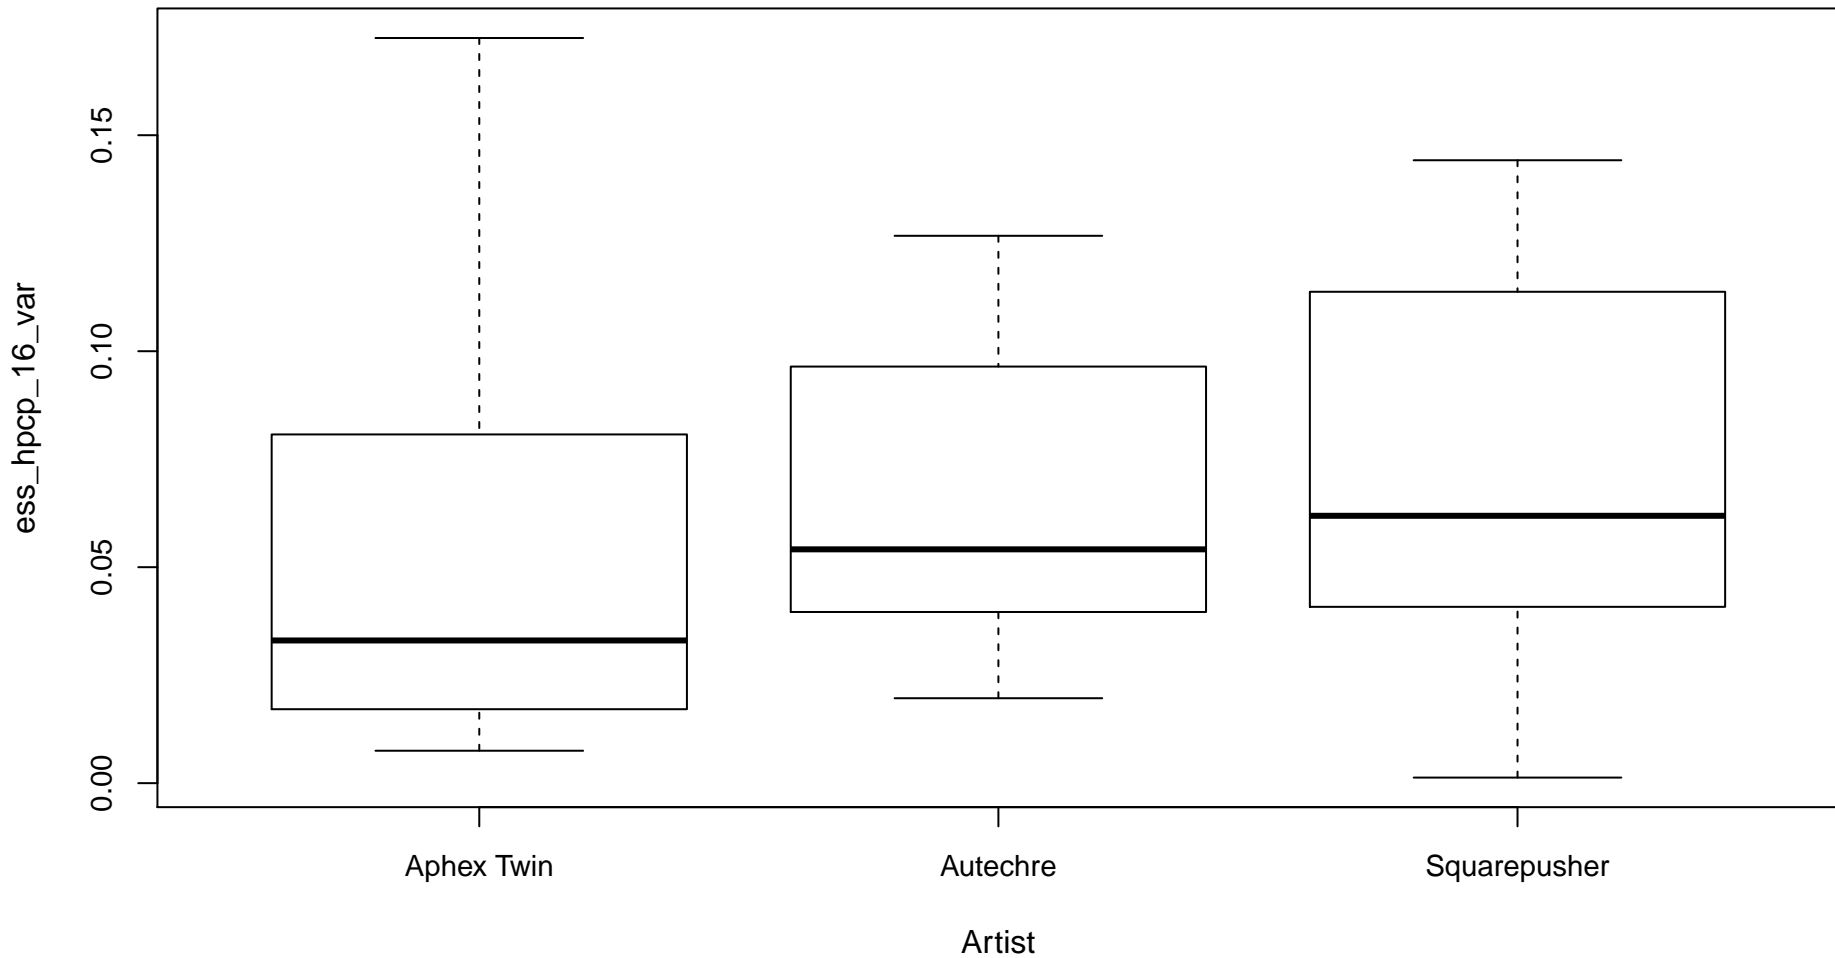 ess_hpcp_16_var
0.15
0.10
0.05
0.00
Aphex Twin
Autechre
Squarepusher
Artist